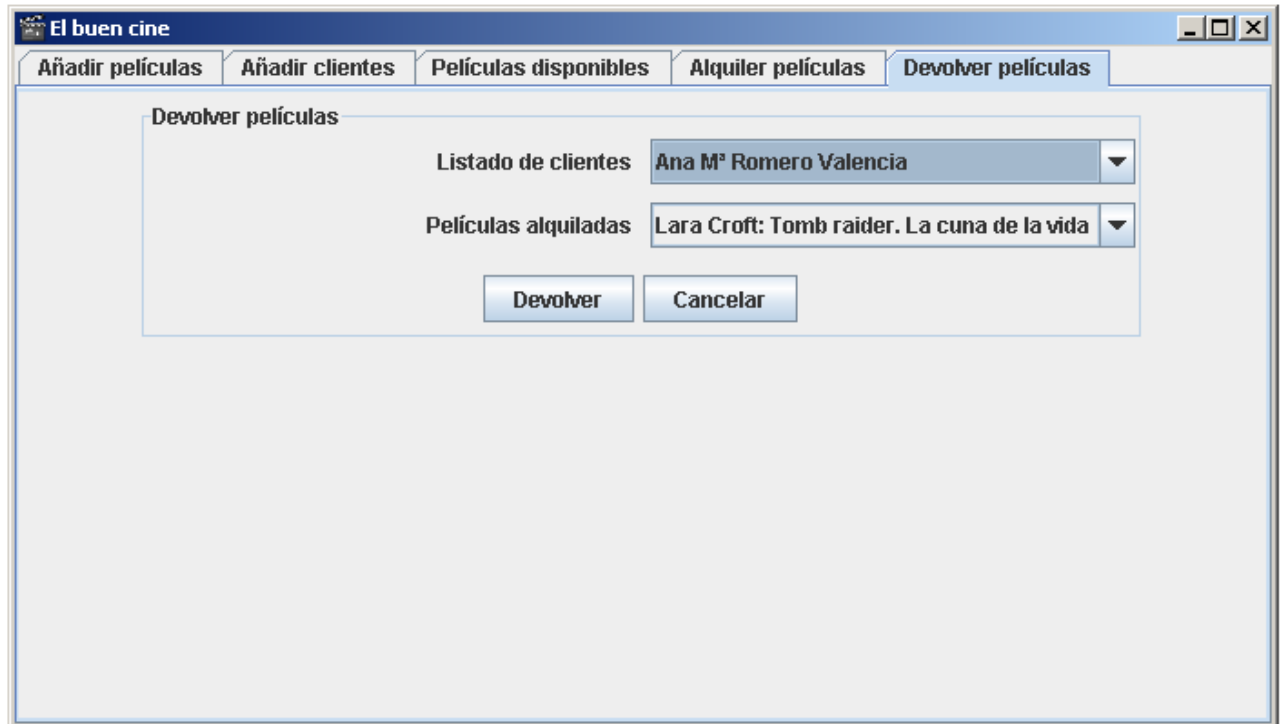 El buen cine
Añadir películas Añadir clientes Películas disponibles Alquiler películas Devolver películas
Devolver películas
Listado de clientes Ana Mª Romero Valencia
Películas alquiladas Lara Croft: Tomb raider. La cuna de la vida
Devolver Cancelar